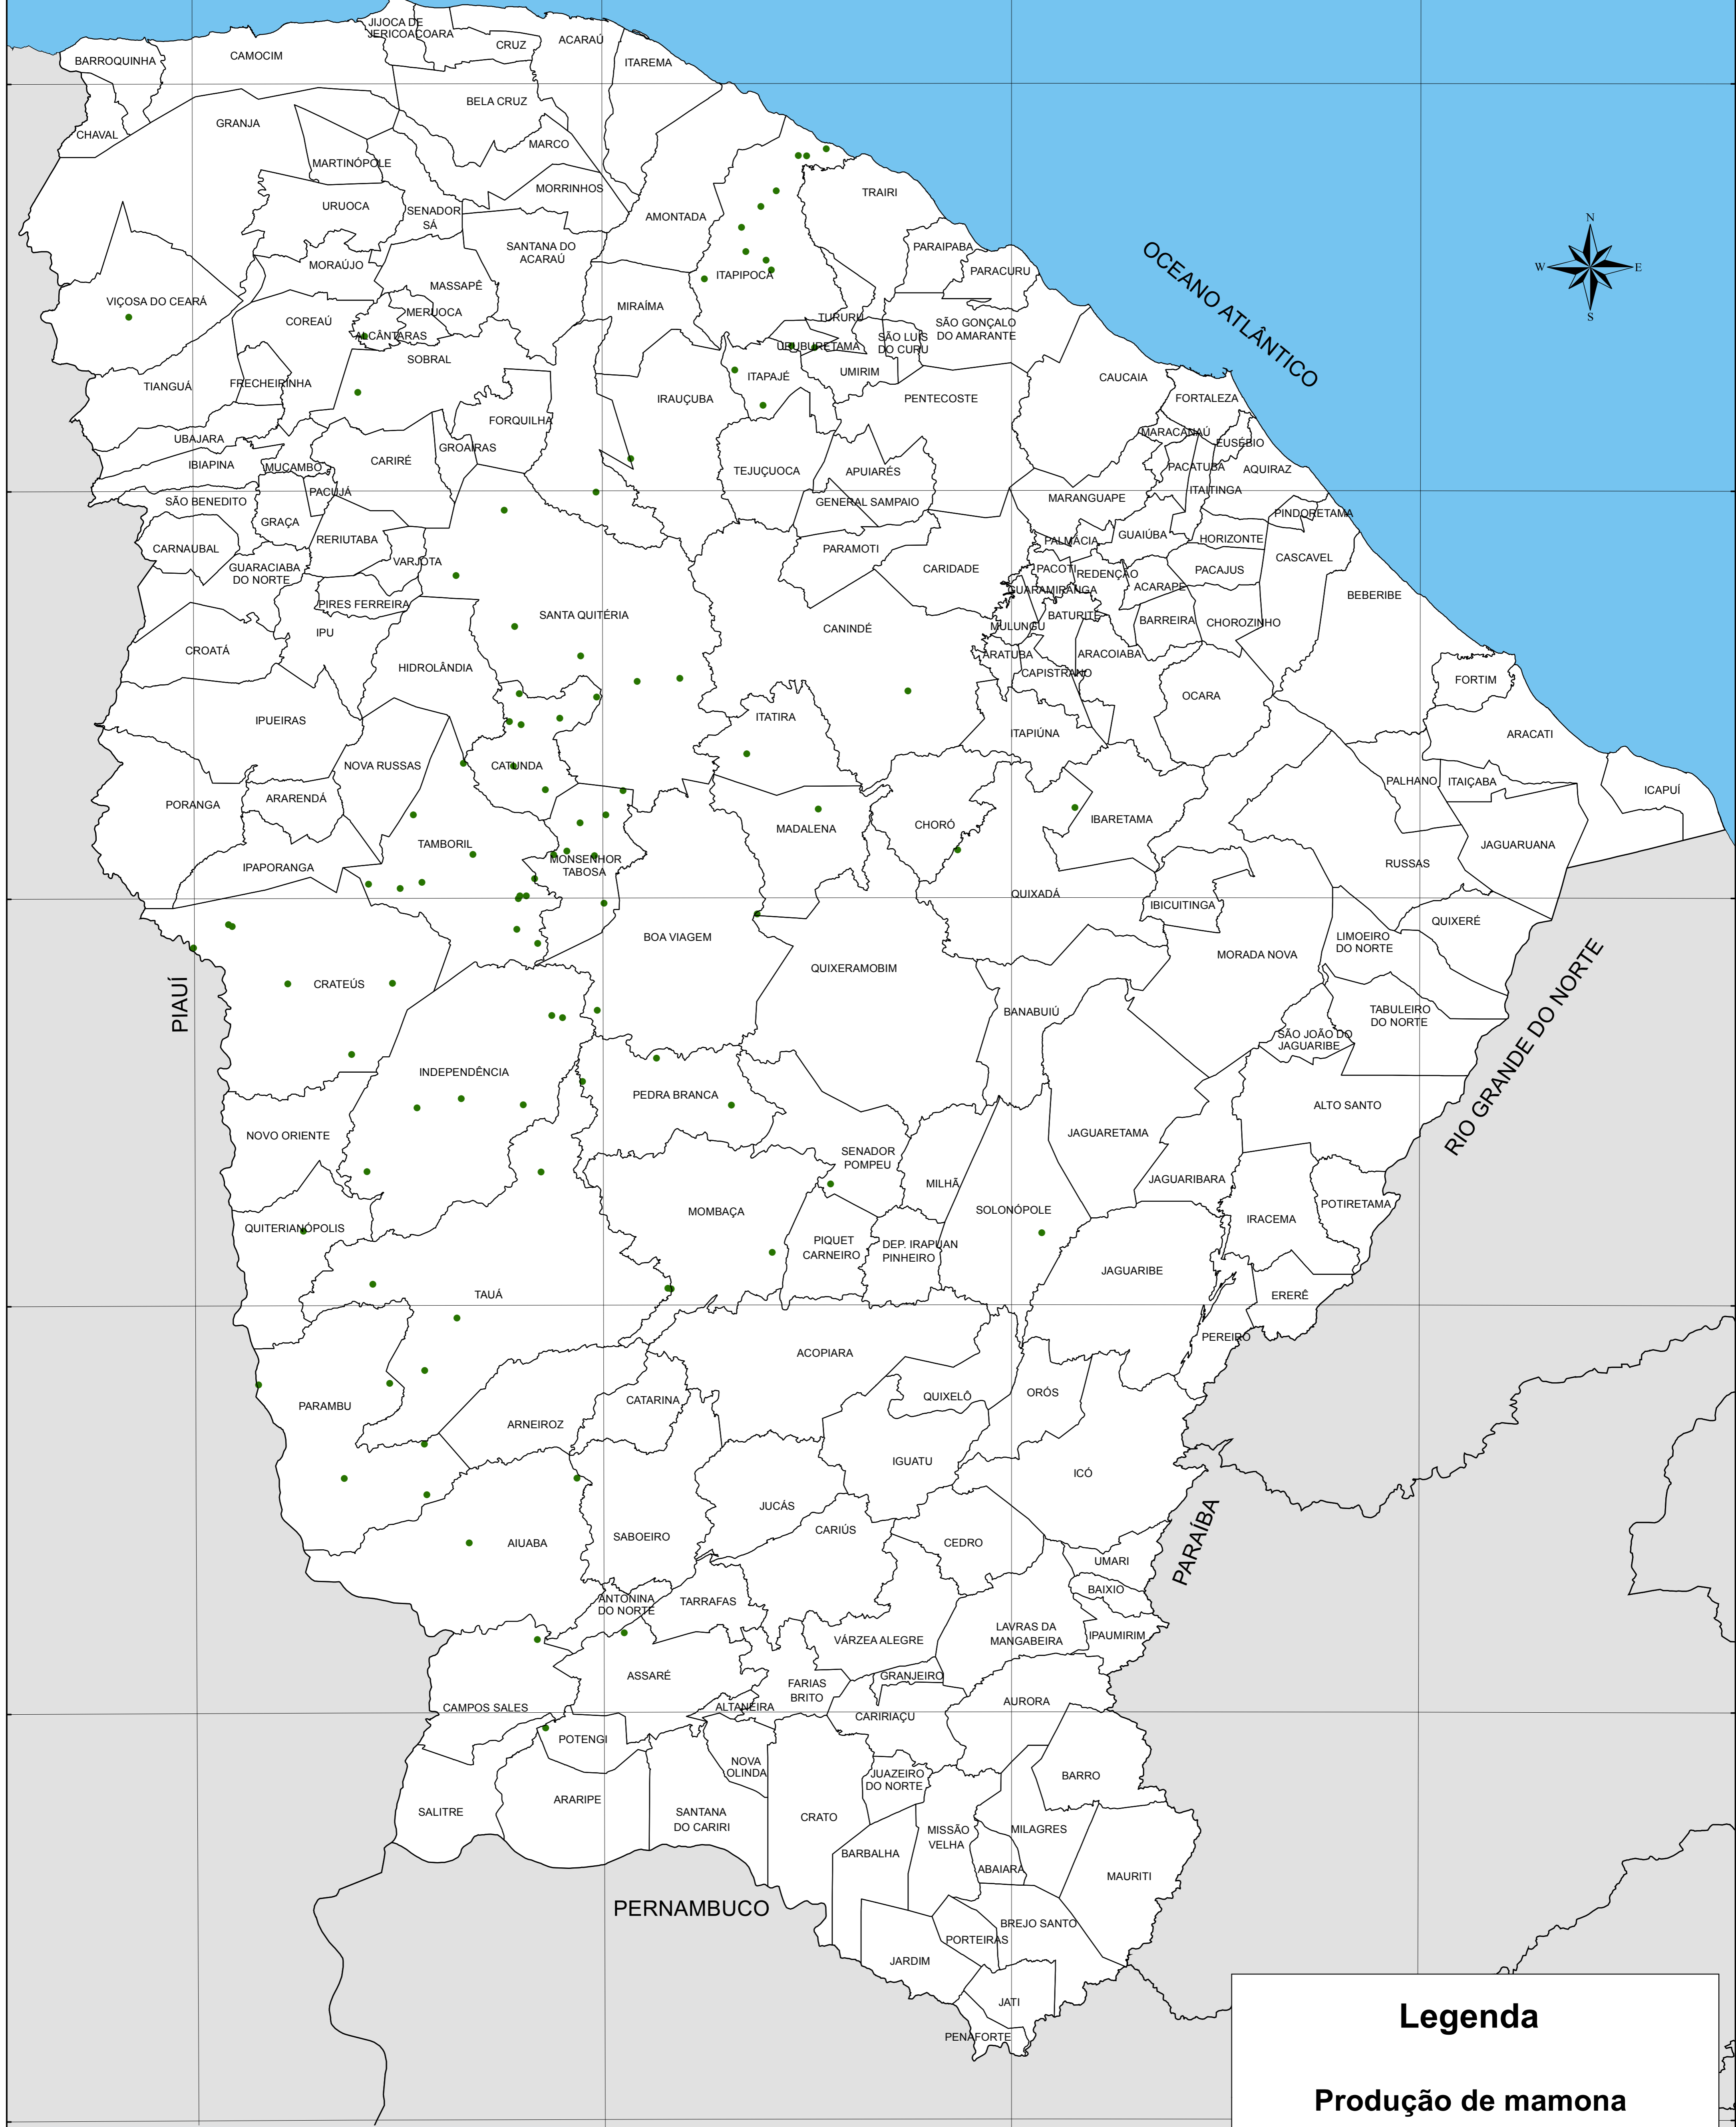 JIJOCA DE
JERICOACOARA
CRUZ
ACARAÚ
ITAREMA
BARROQUINHA
CAMOCIM
BELA CRUZ
CHAVAL
GRANJA
MARCO
MARTINÓPOLE
MORRINHOS
TRAIRI
URUOCA
SENADOR
SÁ
AMONTADA
N
W
E
S
SANTANA DO
ACARAÚ
PARAIPABA
OCEANO ATLÂNTICO
MORAÚJO
PARACURU
ITAPIPOCA
MASSAPÊ
VIÇOSA DO CEARÁ
MIRAÍMA
MERUOCA
TURURU
COREAÚ
SÃO GONÇALO
DO AMARANTE
ALCÂNTARAS
SÃO LUÍS
DO CURU
URUBURETAMA
SOBRAL
UMIRIM
ITAPAJÉ
CAUCAIA
TIANGUÁ
FRECHEIRINHA
IRAUÇUBA
PENTECOSTE
FORTALEZA
FORQUILHA
MARACANAÚ
UBAJARA
EUSÉBIO
GROAIRAS
IBIAPINA
MUCAMBO
CARIRÉ
TEJUÇUOCA
APUIARÉS
PACATUBA
AQUIRAZ
PACUJÁ
ITAITINGA
SÃO BENEDITO
GENERAL SAMPAIO
MARANGUAPE
PINDORETAMA
GRAÇA
RERIUTABA
PALMÁCIA
GUAIÚBA
HORIZONTE
CARNAUBAL
PARAMOTI
CASCAVEL
VARJOTA
GUARACIABA
DO NORTE
CARIDADE
PACOTI
REDENÇÃO
PACAJUS
ACARAPE
GUARAMIRANGA
BEBERIBE
PIRES FERREIRA
SANTA QUITÉRIA
BATURITÉ
BARREIRA
CHOROZINHO
IPU
CANINDÉ
MULUNGU
CROATÁ
ARATUBA
ARACOIABA
HIDROLÂNDIA
CAPISTRANO
FORTIM
OCARA
IPUEIRAS
ITATIRA
ITAPIÚNA
ARACATI
NOVA RUSSAS
CATUNDA
PALHANO
ITAIÇABA
ICAPUÍ
PORANGA
ARARENDÁ
MADALENA
CHORÓ
IBARETAMA
TAMBORIL
JAGUARUANA
MONSENHOR
TABOSA
RUSSAS
IPAPORANGA
QUIXADÁ
IBICUITINGA
QUIXERÉ
BOA VIAGEM
LIMOEIRO
DO NORTE
QUIXERAMOBIM
MORADA NOVA
CRATEÚS
PIAUÍ
BANABUIÚ
TABULEIRO
DO NORTE
SÃO JOÃO DO
JAGUARIBE
RIO GRANDE DO NORTE
INDEPENDÊNCIA
PEDRA BRANCA
ALTO SANTO
NOVO ORIENTE
JAGUARETAMA
SENADOR
POMPEU
MILHÃ
JAGUARIBARA
POTIRETAMA
MOMBAÇA
SOLONÓPOLE
IRACEMA
QUITERIANÓPOLIS
PIQUET
CARNEIRO
DEP. IRAPUAN
PINHEIRO
JAGUARIBE
TAUÁ
ERERÊ
PEREIRO
ACOPIARA
QUIXELÔ
ORÓS
CATARINA
PARAMBU
ARNEIROZ
IGUATU
ICÓ
JUCÁS
CARIÚS
SABOEIRO
AIUABA
CEDRO
PARAÍBA
UMARI
BAIXIO
ANTONINA
DO NORTE
TARRAFAS
LAVRAS DA
MANGABEIRA
IPAUMIRIM
VÁRZEA ALEGRE
ASSARÉ
GRANJEIRO
FARIAS
BRITO
AURORA
CAMPOS SALES
ALTANEIRA
CARIRIAÇU
POTENGI
NOVA
OLINDA
JUAZEIRO
DO NORTE
BARRO
ARARIPE
SALITRE
SANTANA
DO CARIRI
CRATO
MISSÃO
VELHA
MILAGRES
BARBALHA
ABAIARA
MAURITI
PERNAMBUCO
BREJO SANTO
PORTEIRAS
JARDIM
JATI
PENAFORTE
Legenda
Produção de mamona